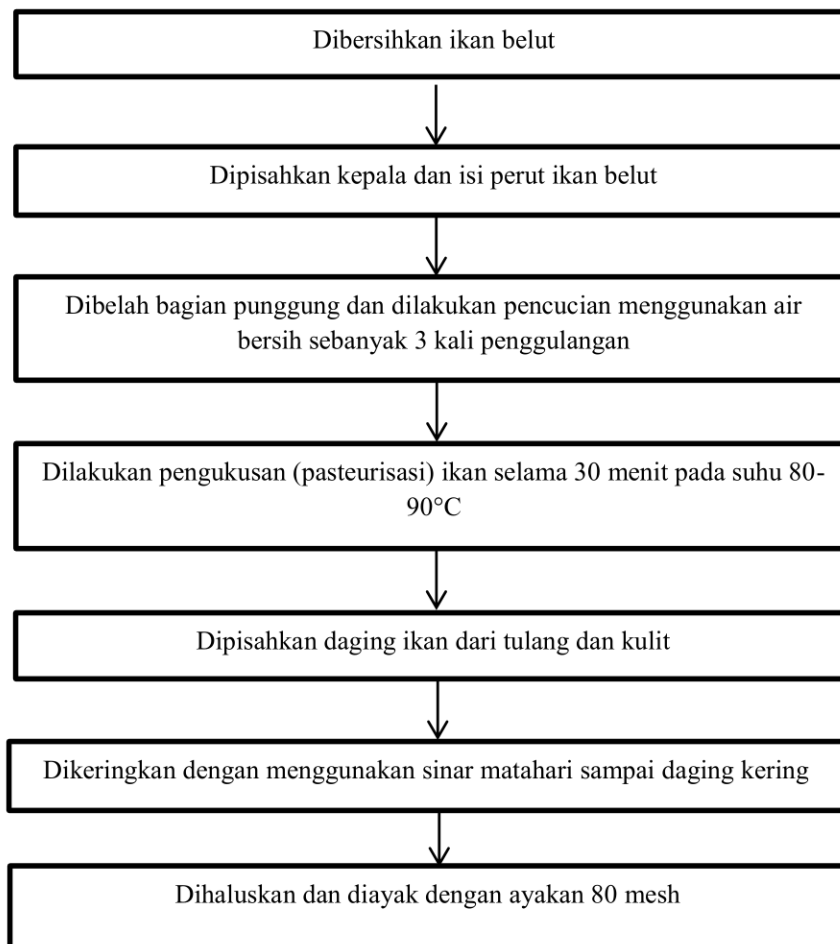 Dibersihkan ikan belut
Dipisahkan kepala dan isi perut ikan belut
Dibelah bagian punggung dan dilakukan pencucian menggunakan air
bersih sebanyak 3 kali penggulangan
Dilakukan pengukusan (pasteurisasi) ikan selama 30 menit pada suhu 80-
90°C
Dipisahkan daging ikan dari tulang dan kulit
Dikeringkan dengan menggunakan sinar matahari sampai daging kering
Dihaluskan dan diayak dengan ayakan 80 mesh